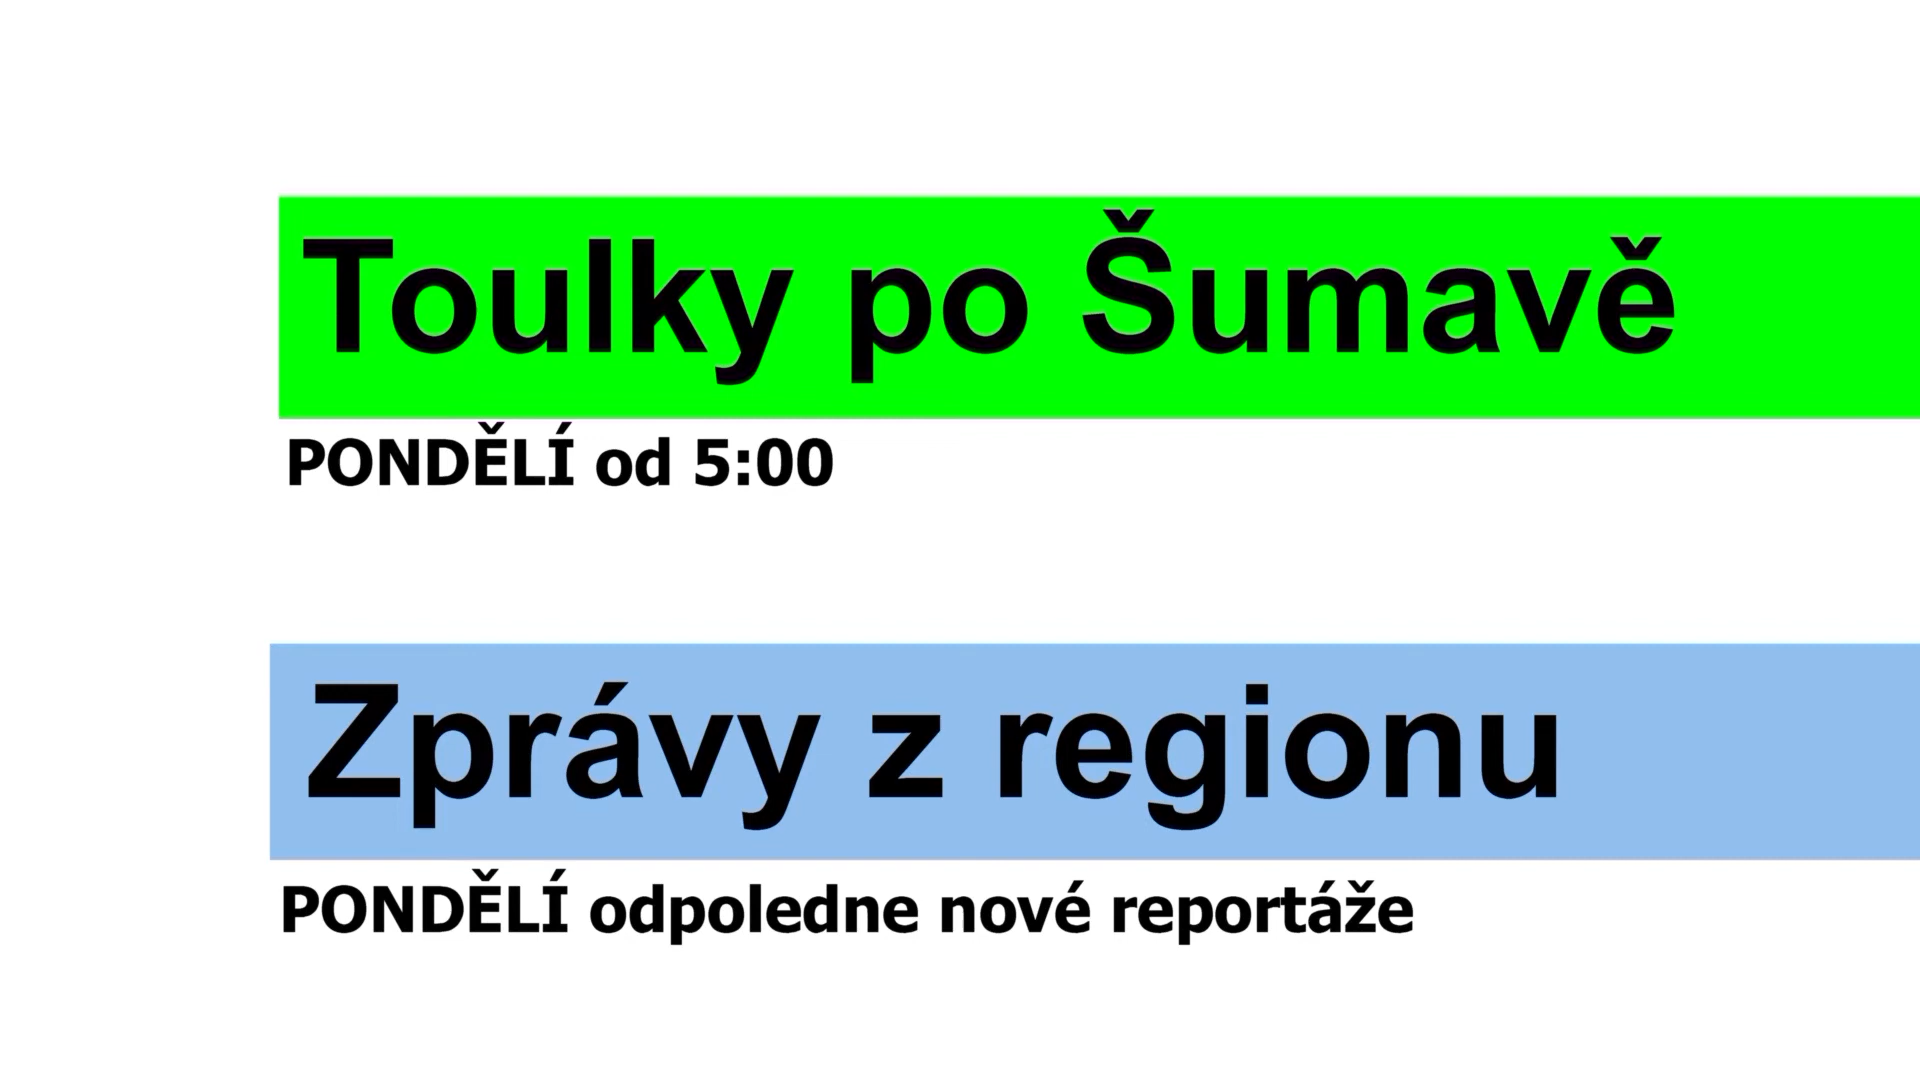 Toulky po Šumavě
PONDĚLÍ od 5:00
Zprávy z regionu
PONDĚLÍ odpoledne nové reportáže